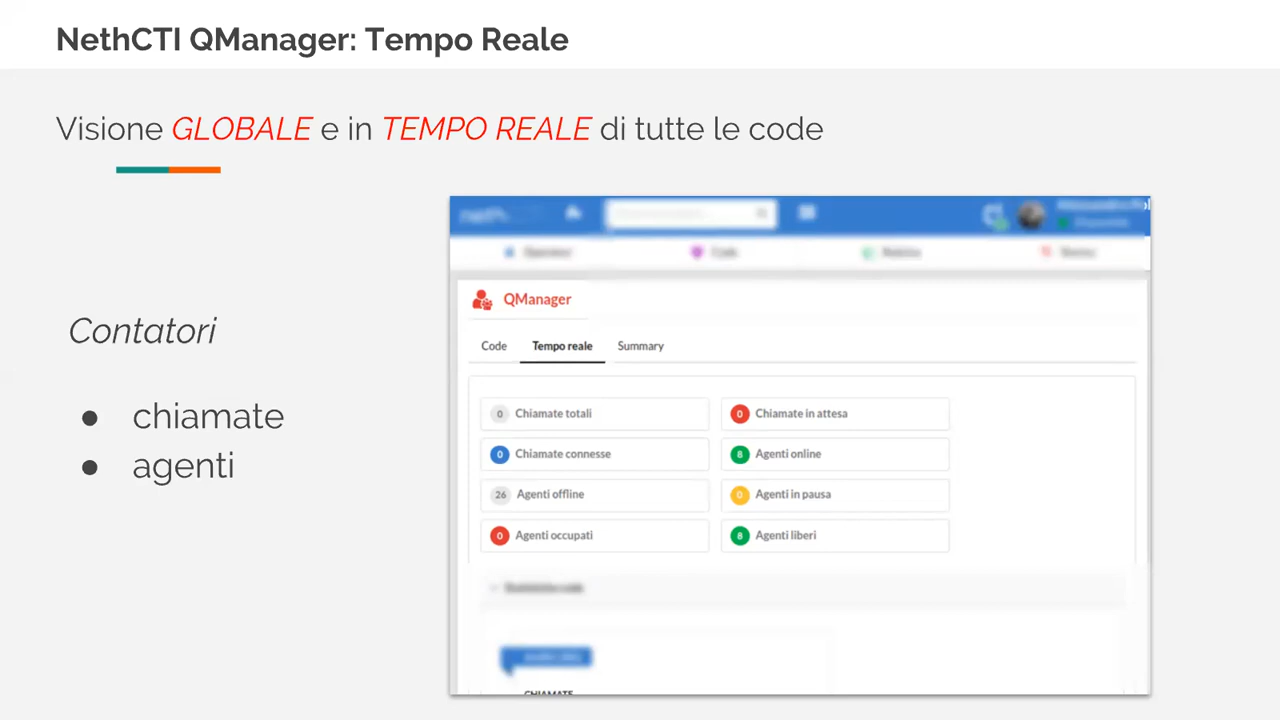 NethCTI QManager: Tempo Reale
Visione GLOBALE e in TEMPO REALE di tutte le code
Contatori
● chiamate
● agenti
QManager
Code Tempo reale Summary
0 Chiamate totali
0 Chiamate in attesa
0 Chiamate connesse
8 Agenti online
26 Agenti offline
0 Agenti in pausa
0 Agenti occupati
8 Agenti liberi
CHIAMATE